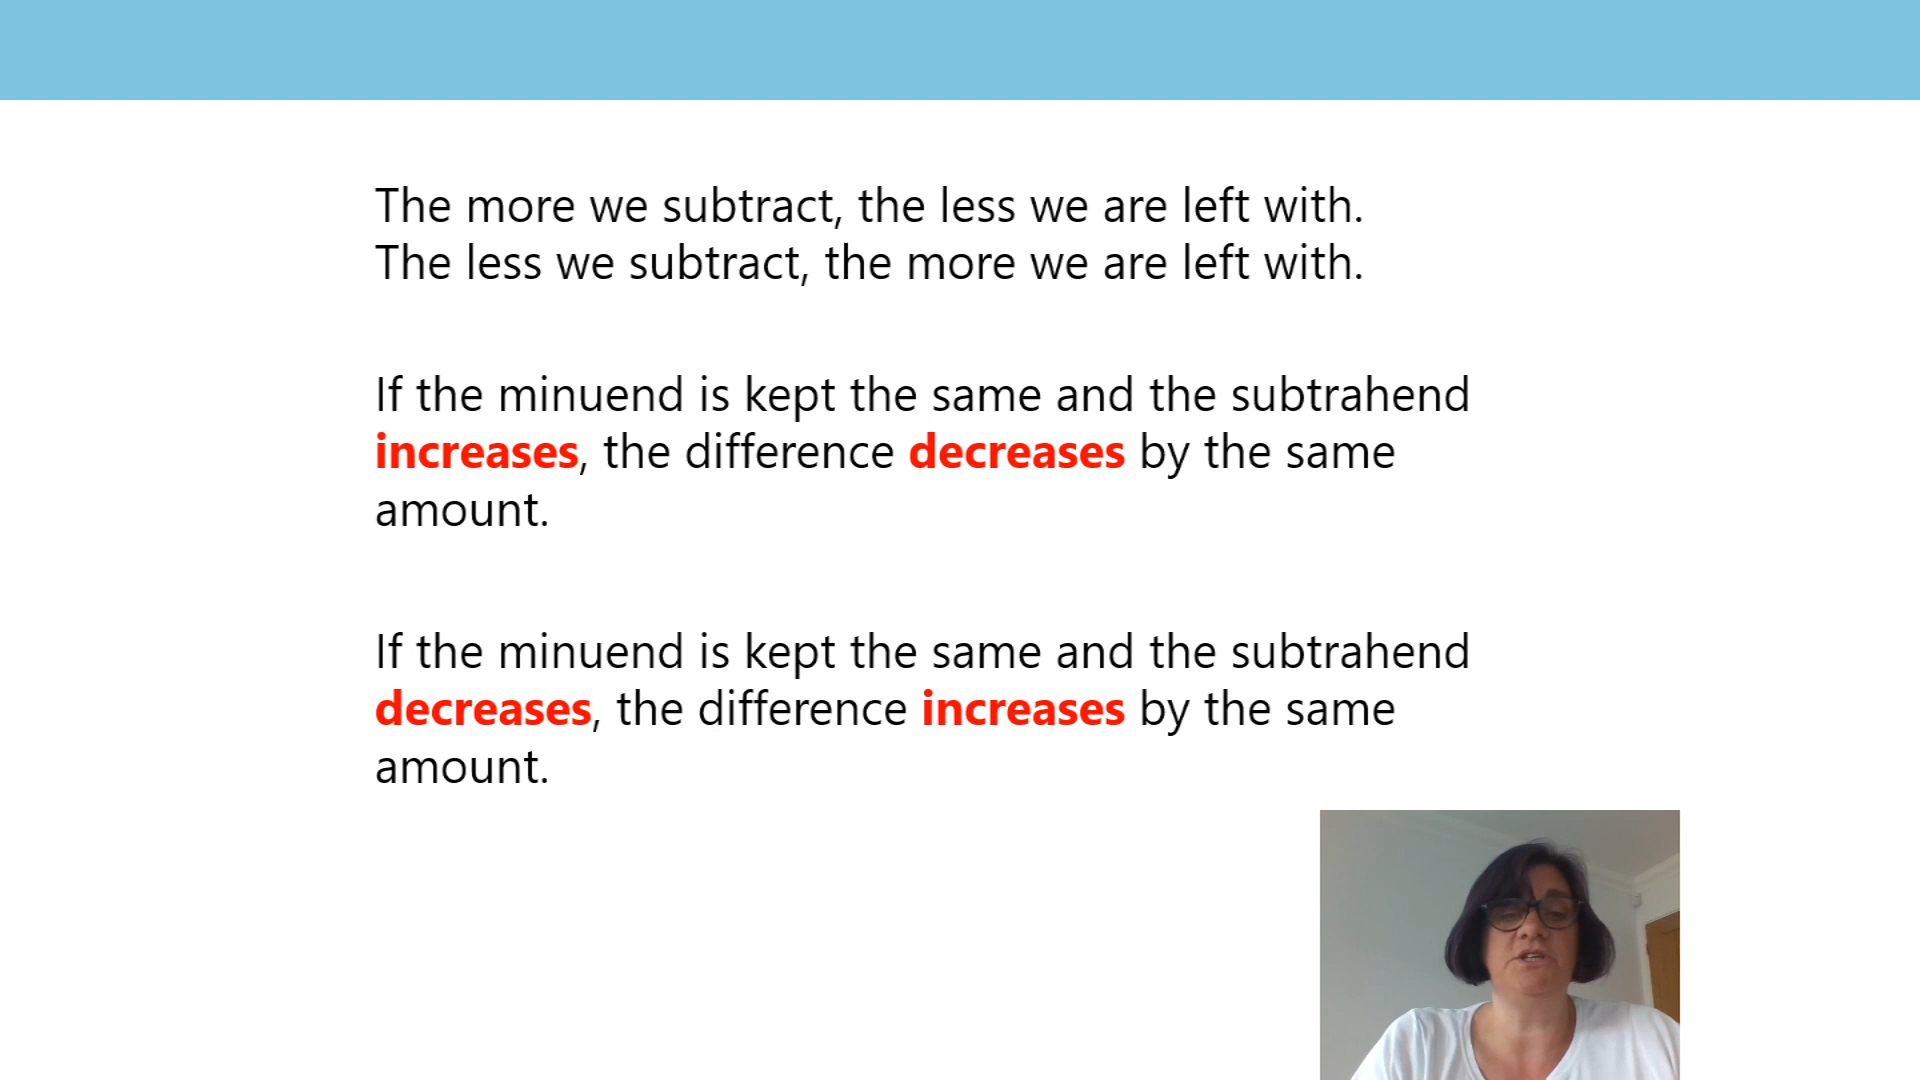 The more we subtract, the less we are left with.
The less we subtract, the more we are left with.
If the minuend is kept the same and the subtrahend
increases, the difference decreases by the same
amount.
If the minuend is kept the same and the subtrahend
decreases, the difference increases by the same
amount.